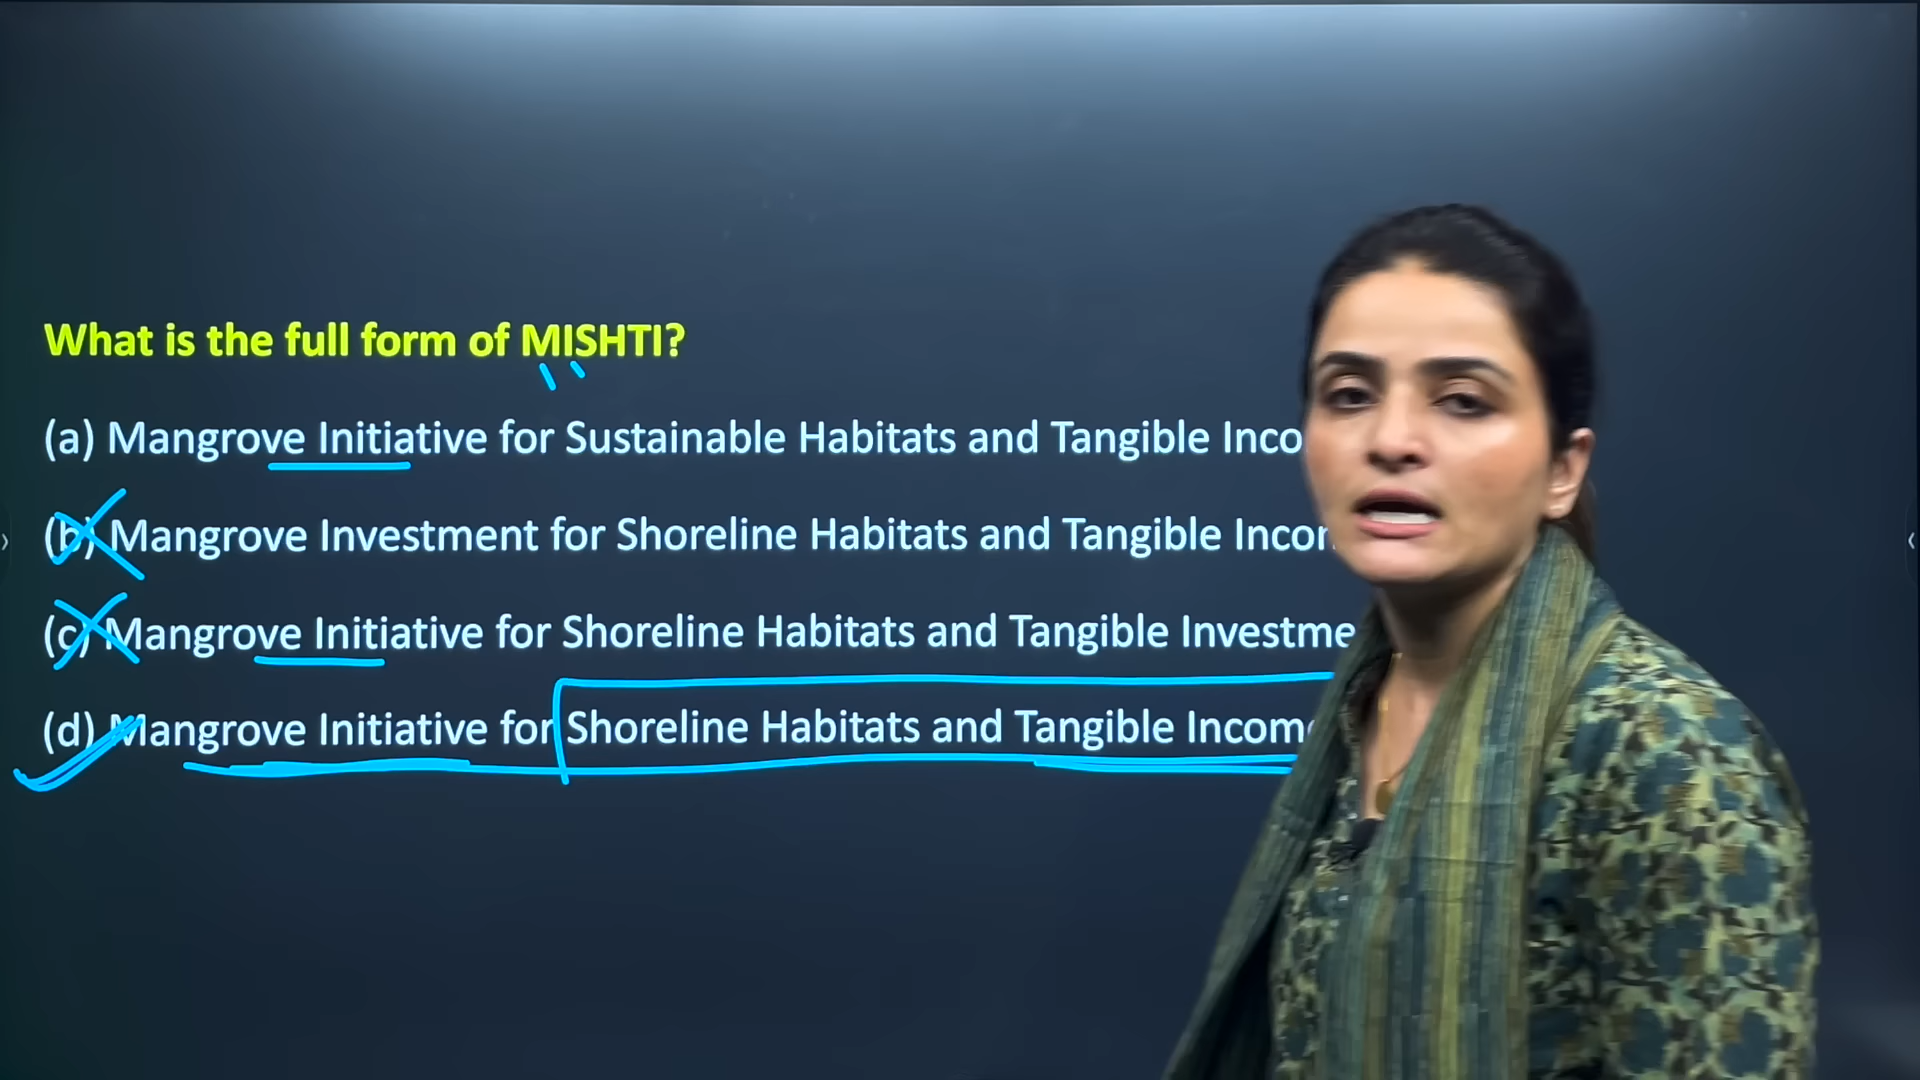 What is the full form of MISHTI?
(a) Mangrove Initiative for Sustainable Habitats and Tangible Inco
(b) Mangrove Investment for Shoreline Habitats and Tangible Incom
(c) Mangrove Initiative for Shoreline Habitats and Tangible Investme
(d) Mangrove Initiative for Shoreline Habitats and Tangible Income